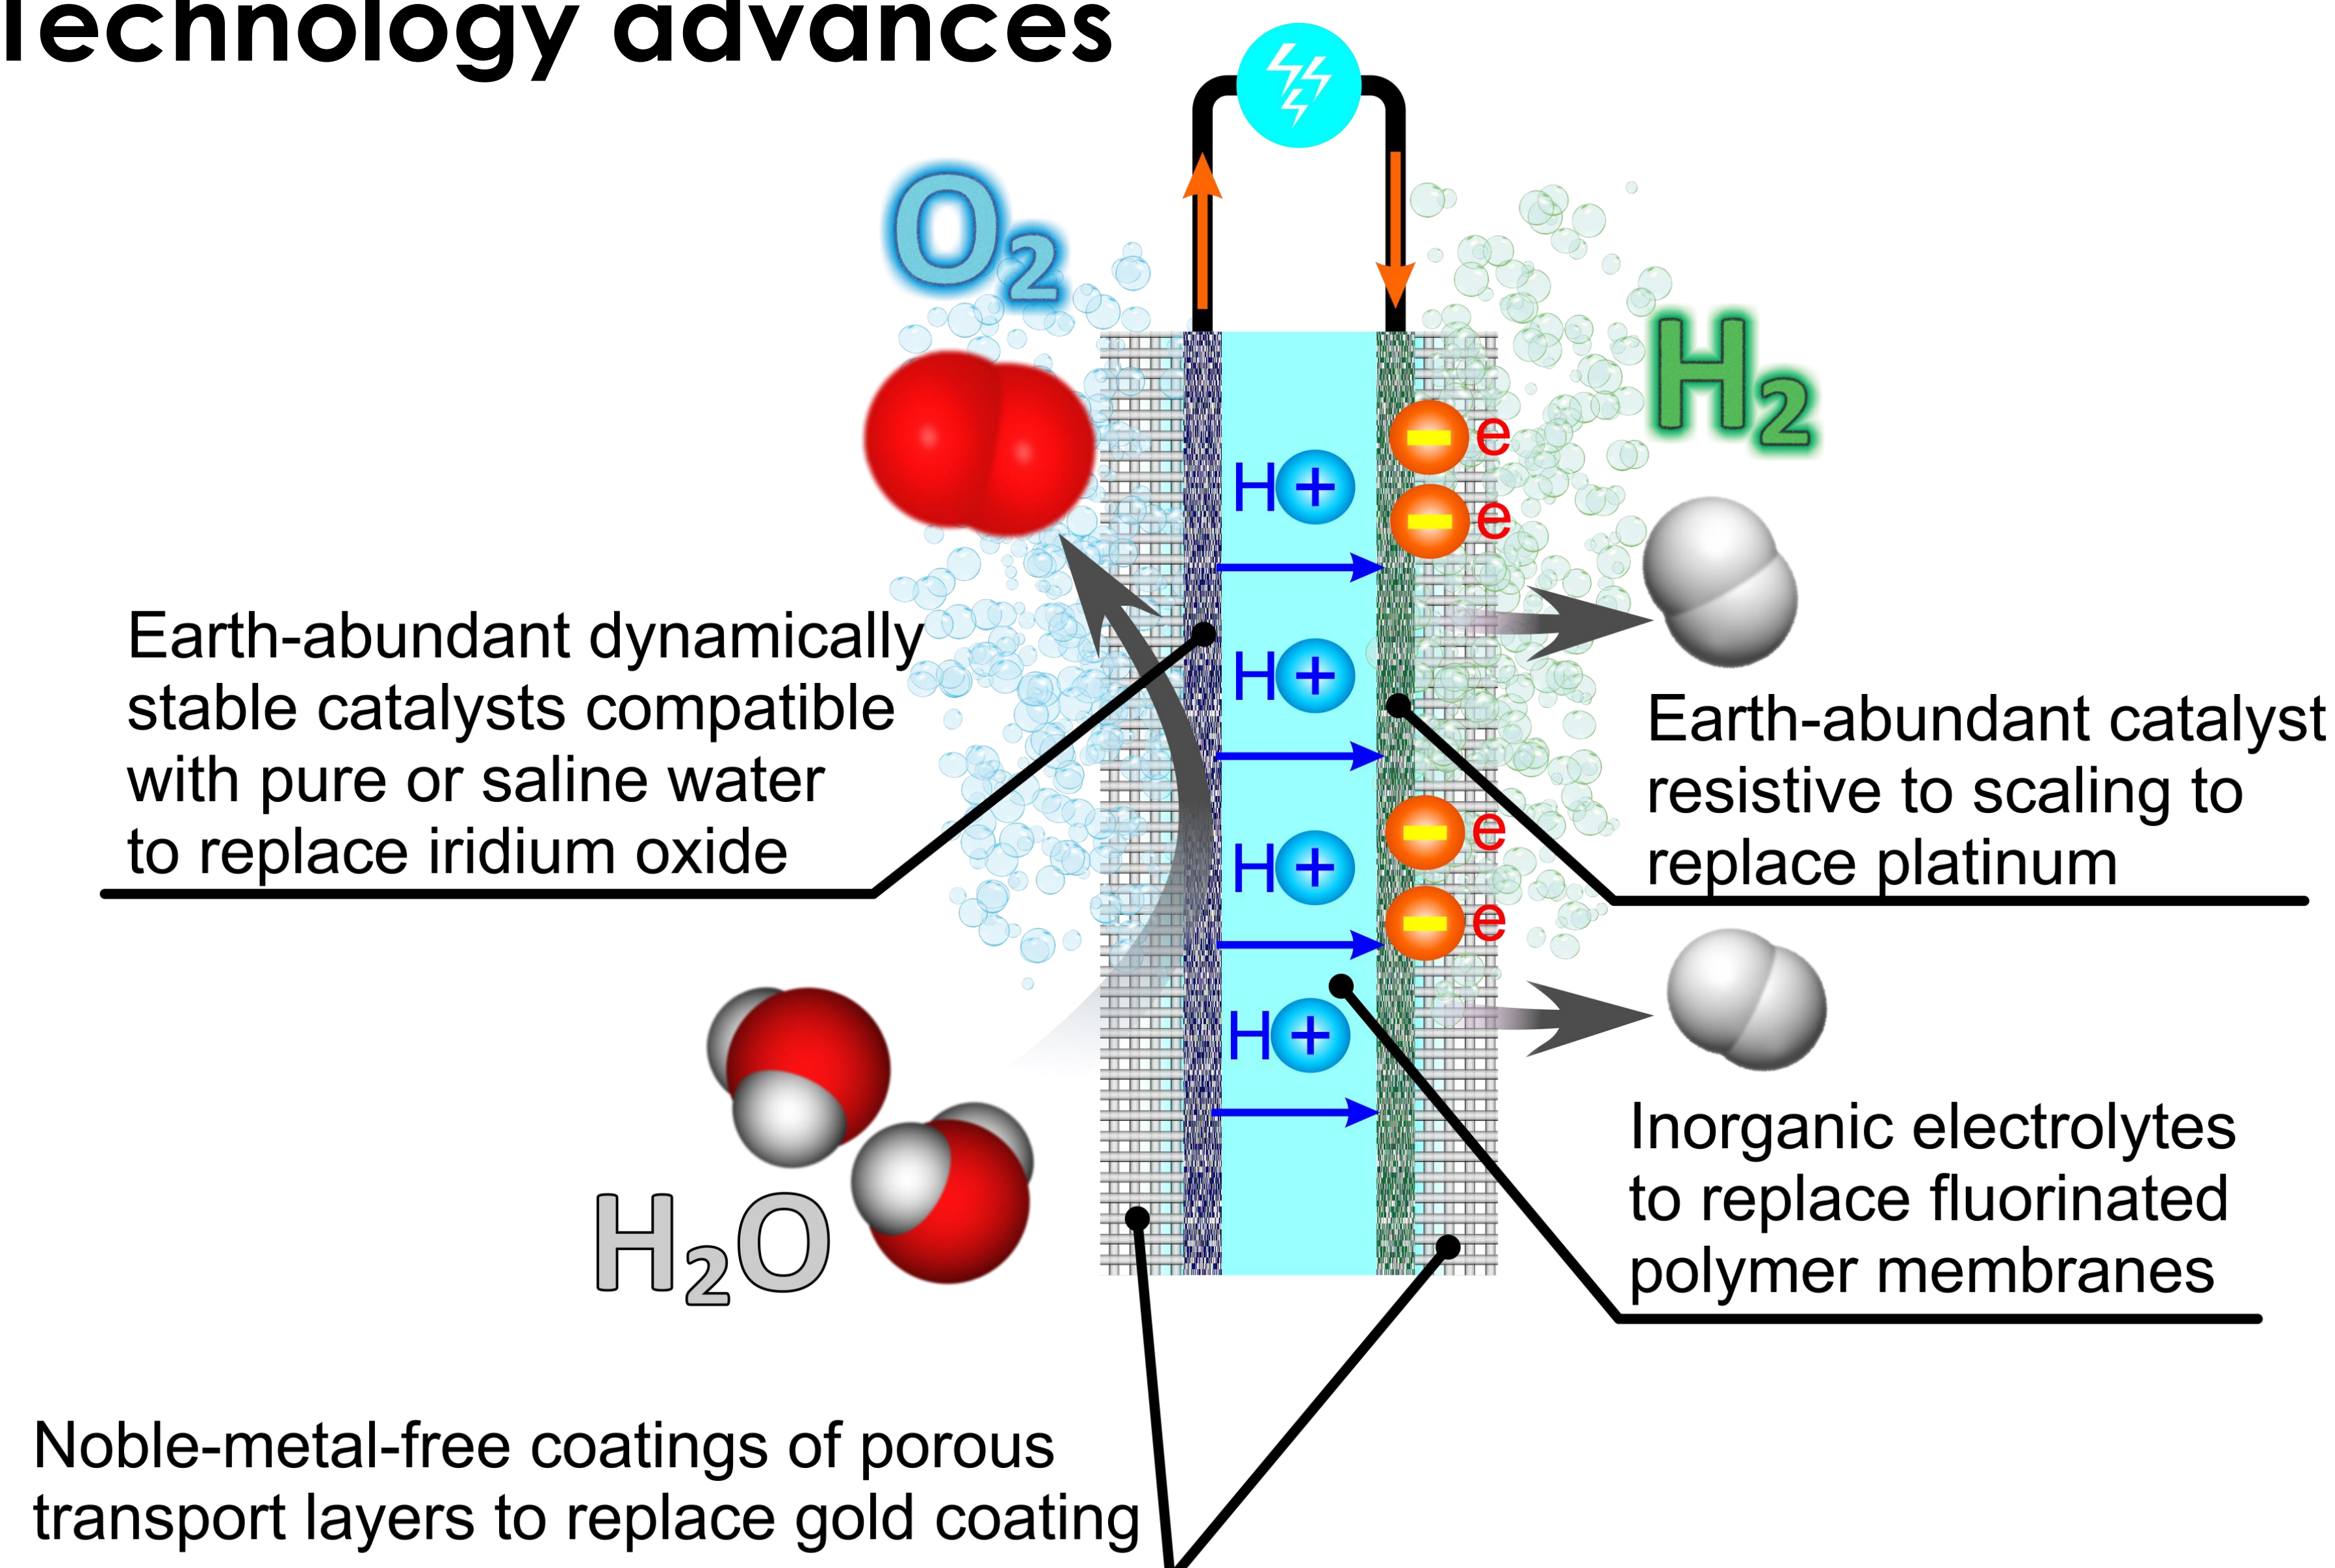 Technology advances
O2
H2
H+
e
e
H+
H+
e
e
H+
Earth-abundant dynamically
stable catalysts compatible
with pure or saline water
to replace iridium oxide
Earth-abundant catalyst
resistive to scaling to
replace platinum
H2O
Inorganic electrolytes
to replace fluorinated
polymer membranes
Noble-metal-free coatings of porous
transport layers to replace gold coating